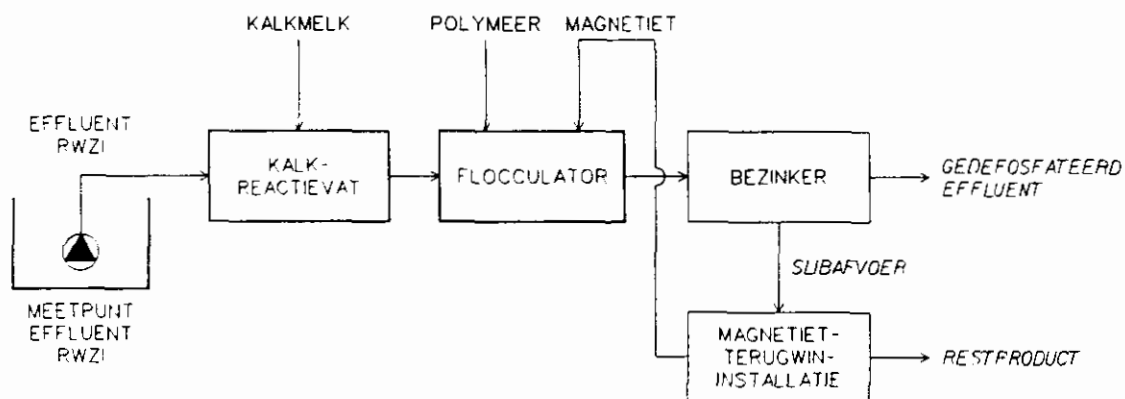 KALKMELK
POLYMEER
MAGNETIET
EFFLUENT
RWZI
KALK-
REACTIEVAT
FLOCCULATOR
BEZINKER
GEDEFOSFATEERD
EFFLUENT
SLIBAFVOER
MEETPUNT
EFFLUENT
RWZI
MAGNETIET-
TERUGWIN-
INSTALLATIE
RESTPRODUCT